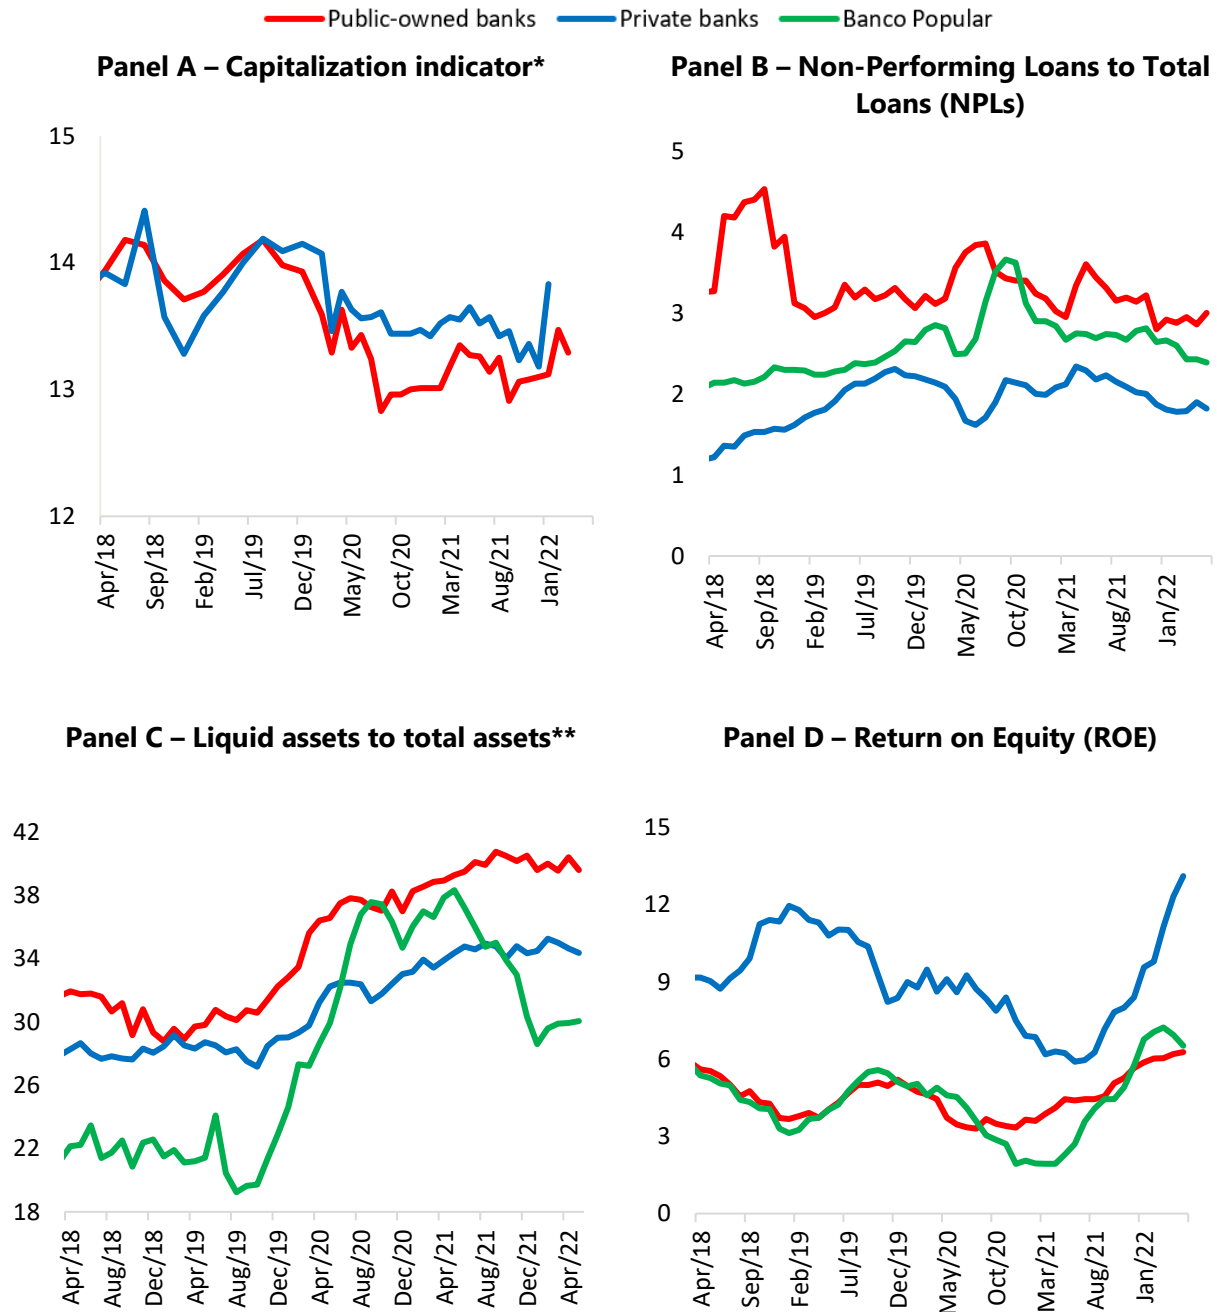 Public-owned banks Private banks Banco Popular
Panel A – Capitalization indicator*
15
14
13
12
Apr/18 Sep/18 Feb/19 Jul/19 Dec/19 May/20 Oct/20 Mar/21 Aug/21 Jan/22
Panel B – Non-Performing Loans to Total
Loans (NPLs)
5
4
3
2
1
0
Apr/18 Sep/18 Feb/19 Jul/19 Dec/19 May/20 Oct/20 Mar/21 Aug/21 Jan/22
Panel C – Liquid assets to total assets**
42
38
34
30
26
22
18
Apr/18 Aug/18 Dec/18 Apr/19 Aug/19 Dec/19 Apr/20 Aug/20 Dec/20 Apr/21 Aug/21 Dec/21 Apr/22
Panel D – Return on Equity (ROE)
15
12
9
6
3
0
Apr/18 Sep/18 Feb/19 Jul/19 Dec/19 May/20 Oct/20 Mar/21 Aug/21 Jan/22